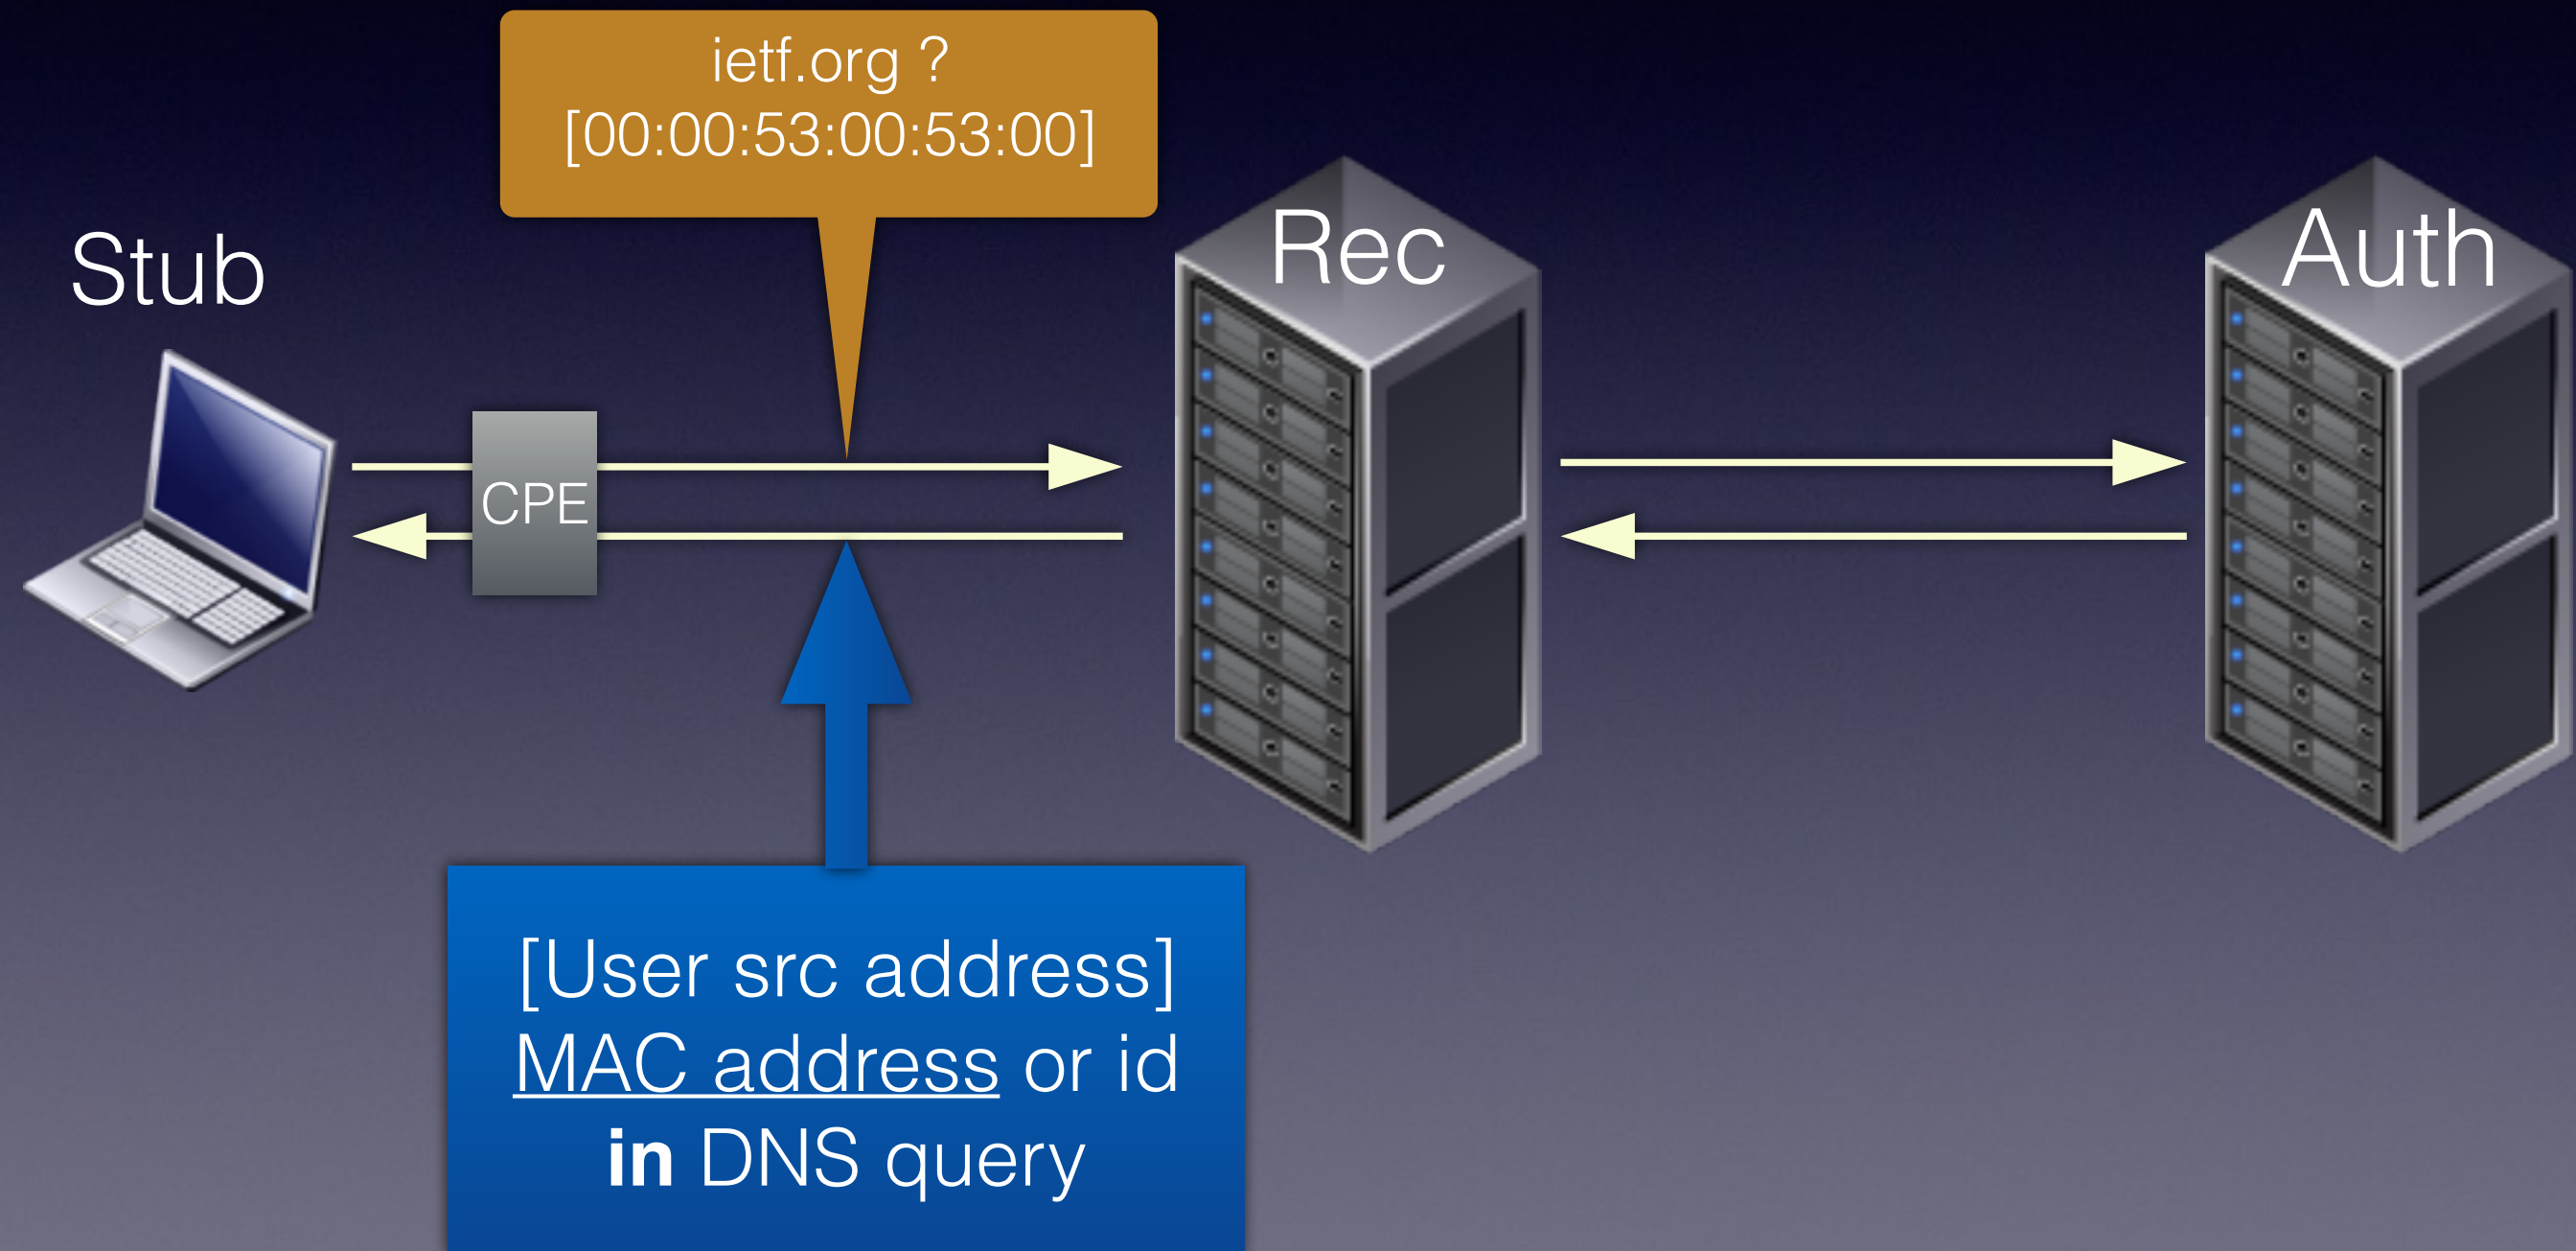 ietf.org ?
[00:00:53:00:53:00]
Stub
Rec
Auth
CPE
[User src address]
MAC address or id
in DNS query